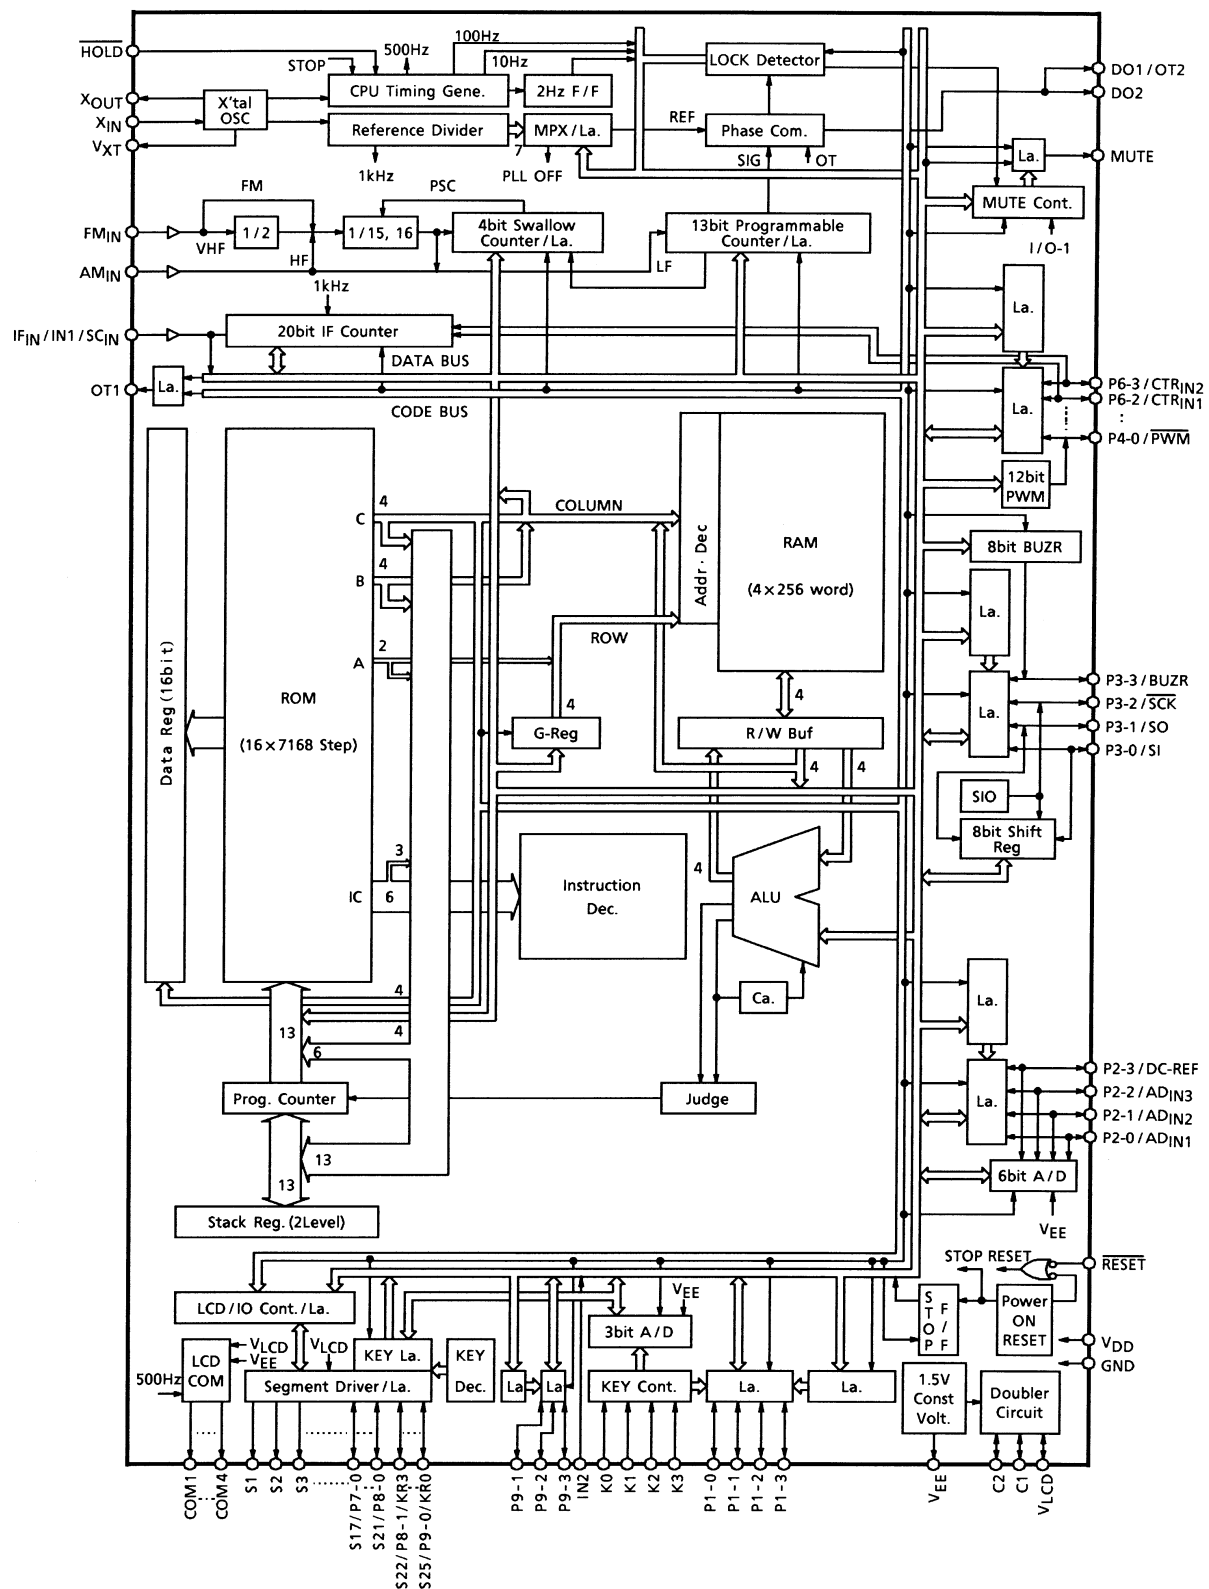 HOLD
STOP
500Hz
100Hz
10Hz
LOCK Detector
DO1/OT2
DO2
XOUT
XIN
VXT
X'tal
OSC
CPU Timing Gene.
2Hz F/F
Reference Divider
MPX/La.
REF
Phase Com.
7
1kHz
PLL OFF
SIG
OT
La.
MUTE
MUTE Cont.
I/O-1
FM
PSC
FMIN
VHF
1/2
HF
1/15, 16
4bit Swallow
Counter/La.
13bit Programmable
Counter/La.
LF
AMIN
1kHz
IFIN/IN1/SCIN
20bit IF Counter
DATA BUS
OT1
La.
CODE BUS
La.
La.
P6-3/CTRIN2
P6-2/CTRIN1
P4-0/PWM
12bit
PWM
Data Reg (16bit)
ROM
(16×7168 Step)
C
4
B
4
A
2
IC
3
6
COLUMN
ROW
Addr. Dec
RAM
(4×256 word)
4
4
G-Reg
R/W Buf
4
4
8bit BUZR
La.
La.
P3-3/BUZR
P3-2/SCK
P3-1/SO
P3-0/SI
SIO
8bit Shift
Reg
Instruction
Dec.
4
ALU
Ca.
Judge
4
4
13
6
Prog. Counter
13
13
Stack Reg. (2Level)
La.
La.
P2-3/DC-REF
P2-2/ADIN3
P2-1/ADIN2
P2-0/ADIN1
6bit A/D
VEE
STOP RESET
RESET
STOP
F/F
Power
ON
RESET
VDD
GND
LCD/IO Cont./La.
LCD
COM
VLCD
VEE
VLCD
500Hz
KEY La.
KEY
Dec.
Segment Driver/La.
VEE
3bit A/D
KEY Cont.
La
La
La.
La.
1.5V
Const
Volt.
Doubler
Circuit
COM1
COM4
S1
S2
S3
S17/P7-0
S21/P8-0
S22/P8-1/KR3
S25/P9-0/KR0
P9-1
P9-2
P9-3
IN2
K0
K1
K2
K3
P1-0
P1-1
P1-2
P1-3
VEE
C2
C1
VLCD